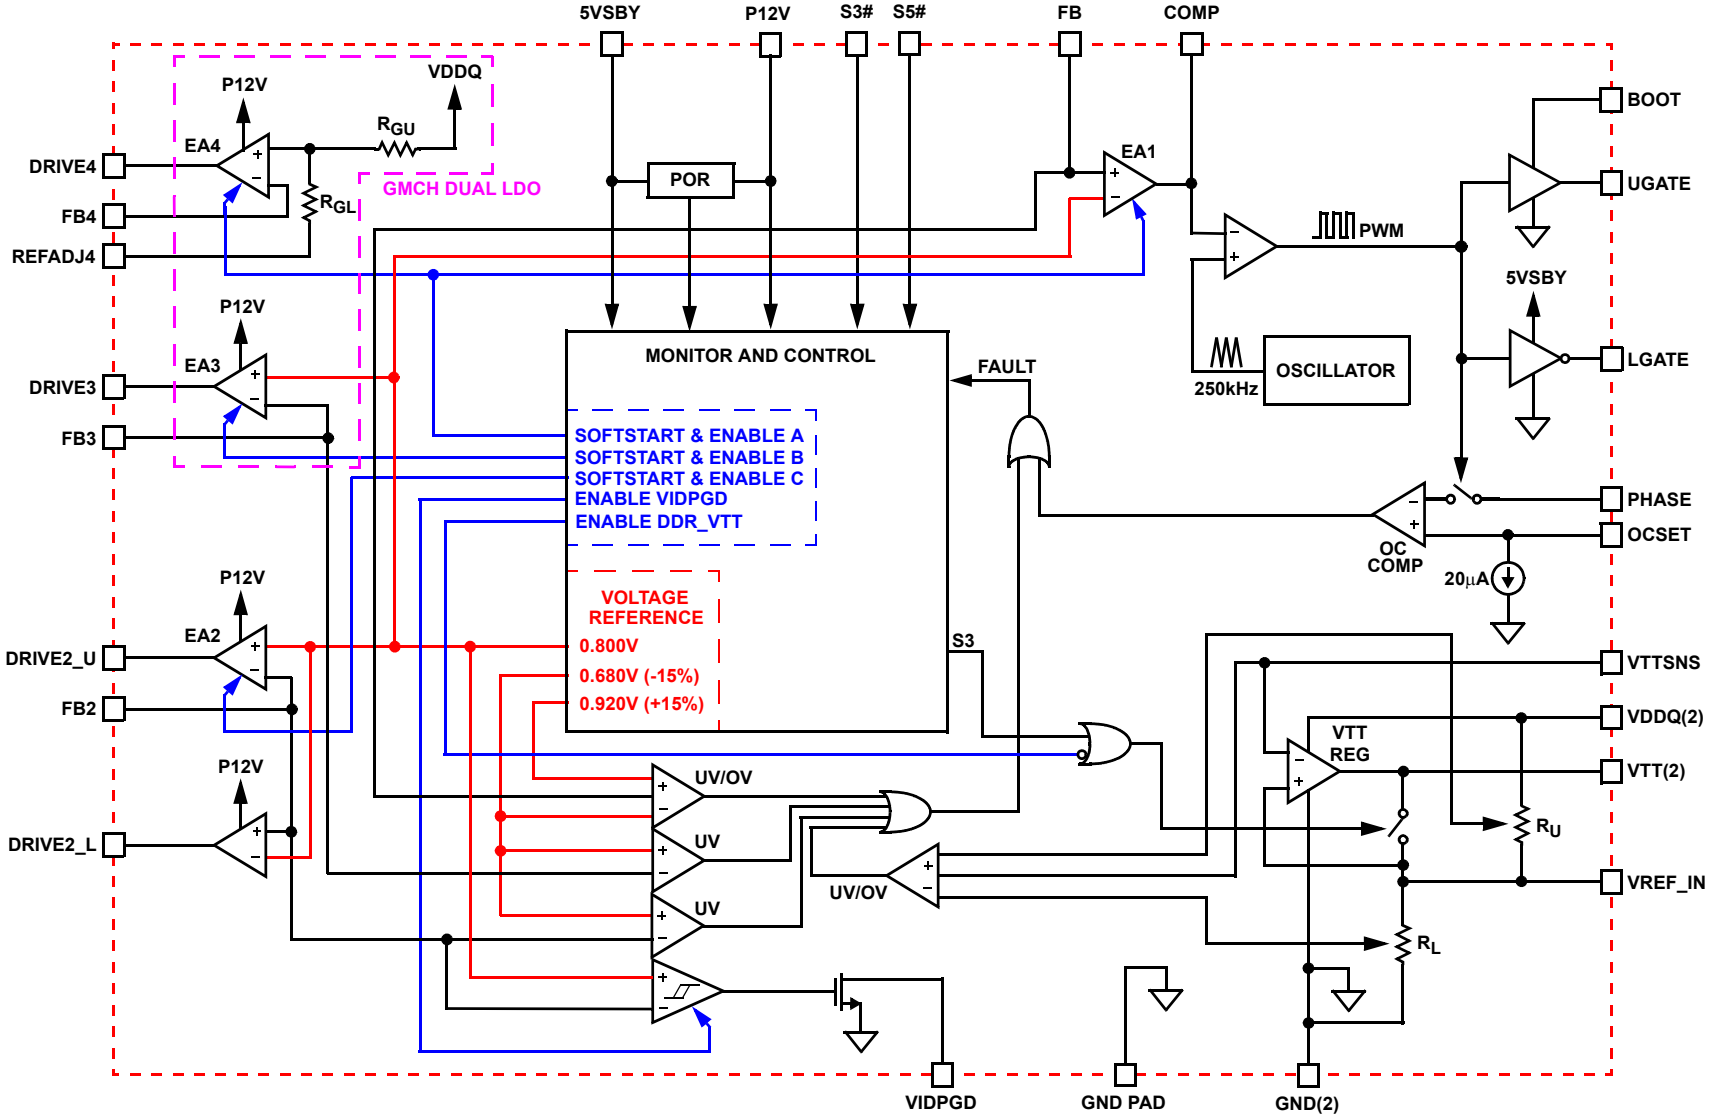 5VSBY
P12V
S3#
S5#
FB
COMP
P12V
VDDQ
BOOT
RGU
EA4
EA1
DRIVE4
GMCH DUAL LDO
POR
UGATE
RGL
FB4
PWM
REFADJ4
5VSBY
P12V
MONITOR AND CONTROL
FAULT
LGATE
EA3
OSCILLATOR
DRIVE3
250kHz
FB3
SOFTSTART & ENABLE A
SOFTSTART & ENABLE B
SOFTSTART & ENABLE C
ENABLE VIDPGD
PHASE
ENABLE DDR_VTT
OCSET
OC
COMP
P12V
20µA
VOLTAGE
REFERENCE
EA2
0.800V
S3
DRIVE2_U
VTTSNS
0.680V (-15%)
0.920V (+15%)
FB2
VDDQ(2)
VTT
REG
P12V
UV/OV
VTT(2)
RU
DRIVE2_L
UV
UV/OV
VREF_IN
UV
RL
VIDPGD
GND PAD
GND(2)